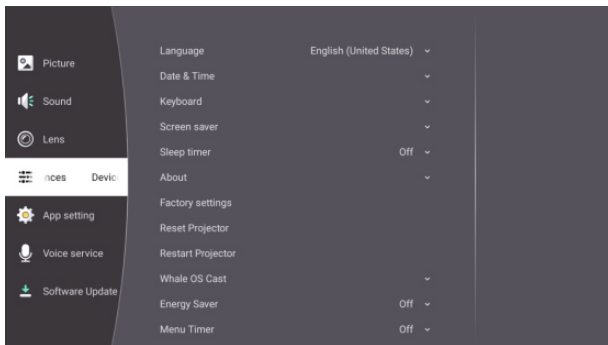 Picture
Sound
Lens
nces Devic
App setting
Voice service
Software Update
Language English (United States)
Date & Time
Keyboard
Screen saver
Sleep timer Off
About
Factory settings
Reset Projector
Restart Projector
Whale OS Cast
Energy Saver Off
Menu Timer Off